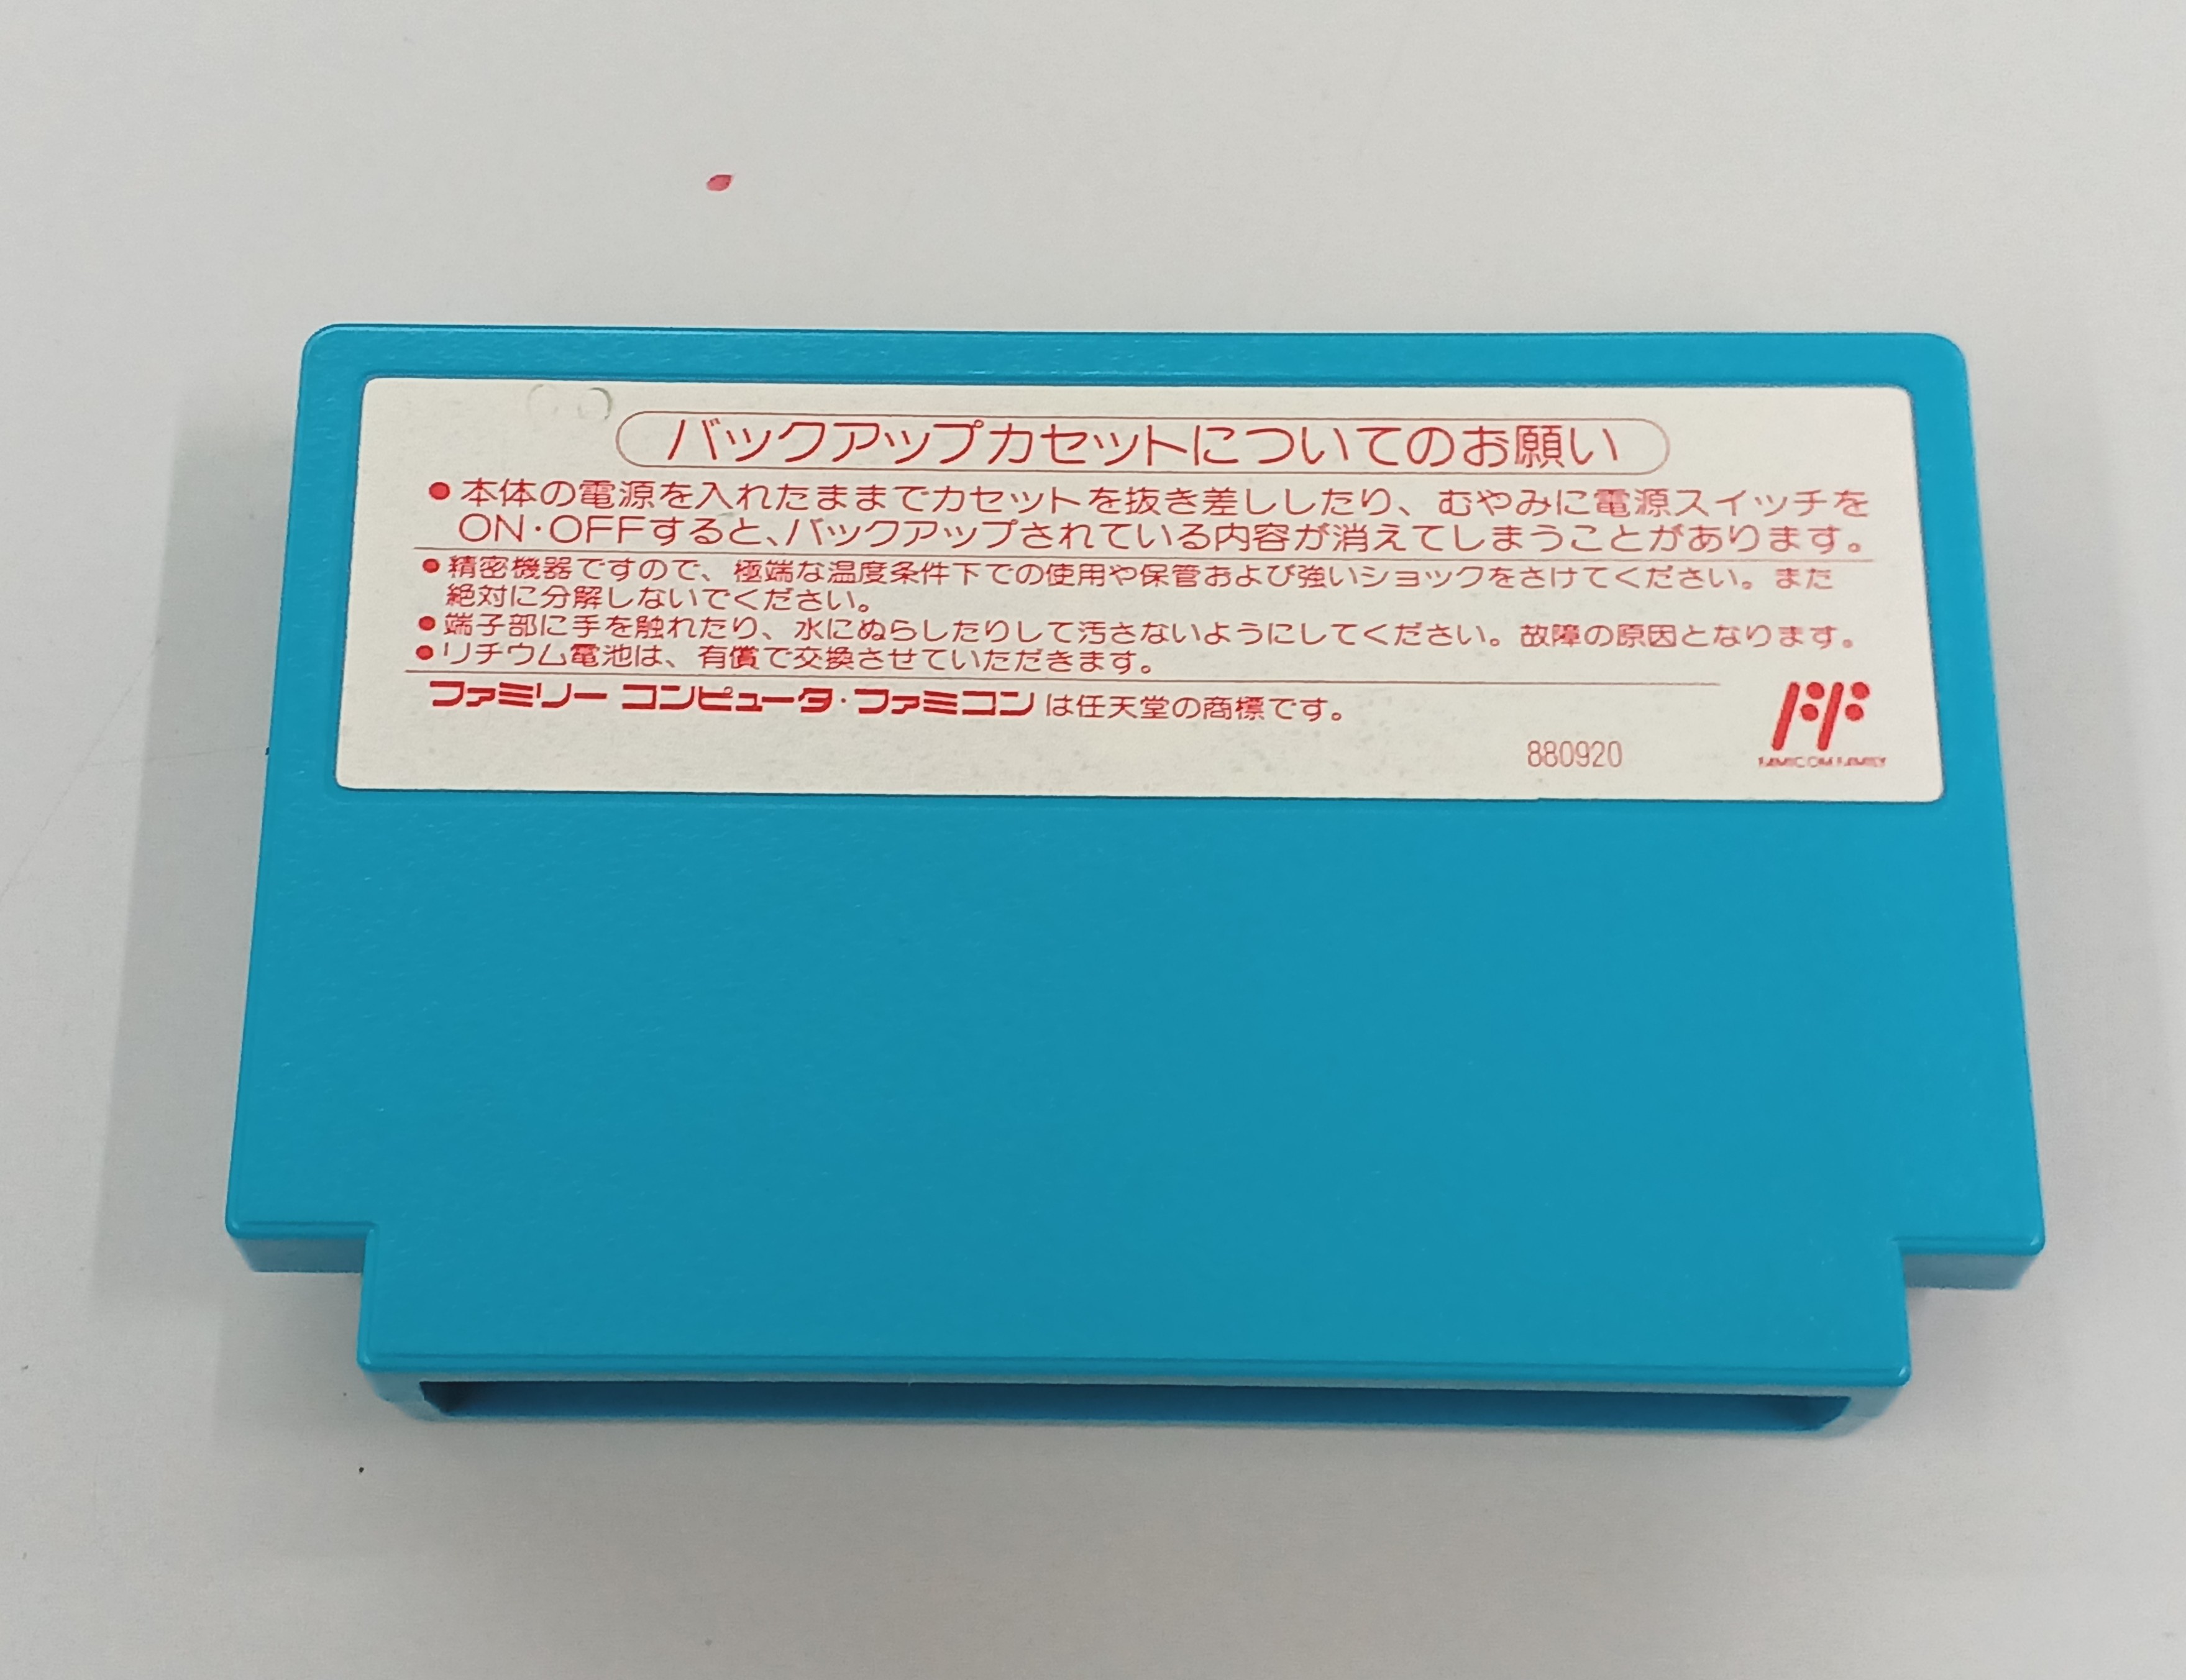 バックアップカセットについてのお願い
●本体の電源を入れたままでカセットを抜き差ししたり、むやみに電源スイッチを
ON・OFFすると、バックアップされている内容が消えてしまうことがあります。
●精密機器ですので、極端な温度条件下での使用や保管および強いショックをさけてください。また
絶対に分解しないでください。
●端子部に手を触れたり、水にぬらしたりして汚さないようにしてください。故障の原因となります。
●リチウム電池は、有償で交換させていただきます。
ファミリー コンピュータ・ファミコン は任天堂の商標です。
880920
FAMICOM FAMILY